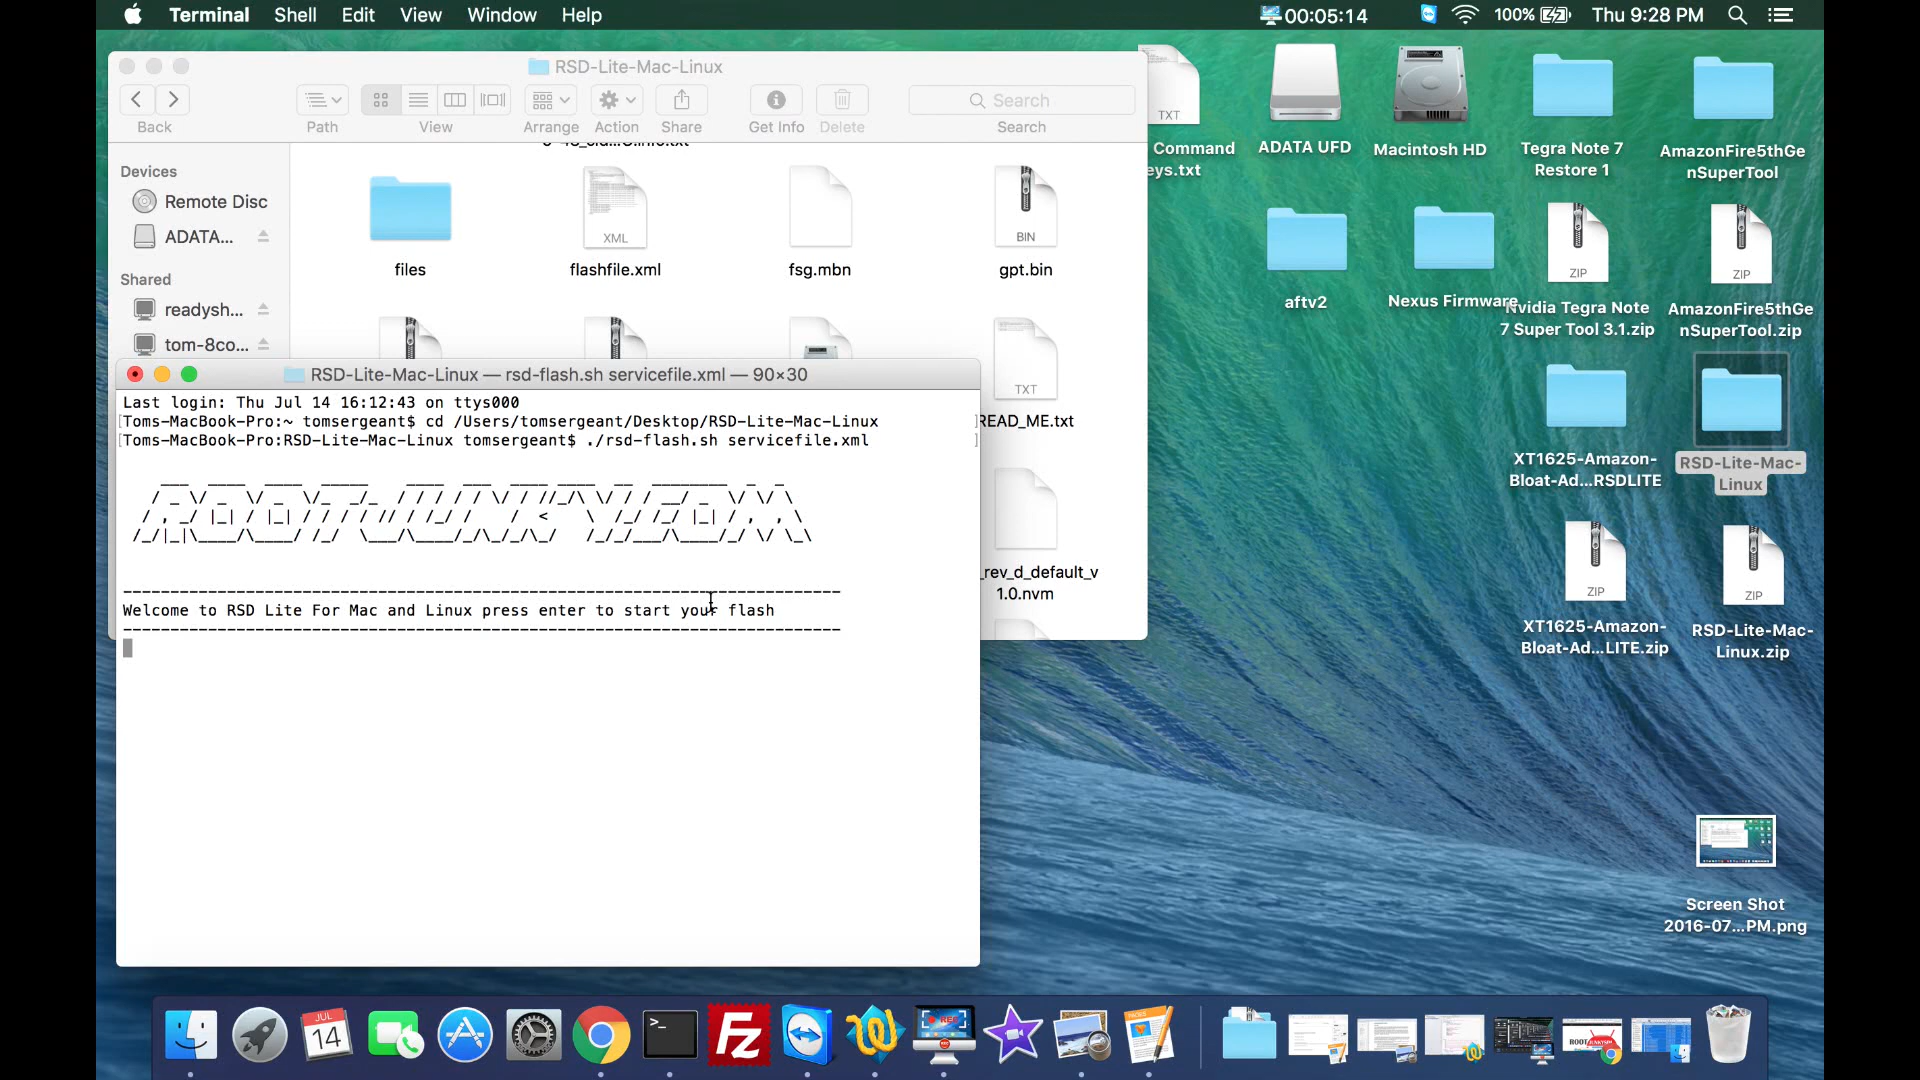 Terminal Shell Edit View Window Help 00:05:14 100% Thu 9:28 PM
RSD-Lite-Mac-Linux
Search
Back Path View Arrange Action Share Get Info Delete Search
Devices
Remote Disc
ADATA...
Shared
readysh...
tom-8co...
XML
BIN
files flashfile.xml fsg.mbn gpt.bin
TXT
READ_ME.txt
_rev_d_default_v
1.0.nvm
RSD-Lite-Mac-Linux — rsd-flash.sh servicefile.xml — 90×30
Last login: Thu Jul 14 16:12:43 on ttys000
[Toms-MacBook-Pro:~ tomsergeant$ cd /Users/tomsergeant/Desktop/RSD-Lite-Mac-Linux ]
[Toms-MacBook-Pro:RSD-Lite-Mac-Linux tomsergeant$ ./rsd-flash.sh servicefile.xml ]
ROOTJUNKYDOTCOM
Welcome to RSD Lite For Mac and Linux press enter to start your flash
TXT
Command
eys.txt
ADATA UFD
Macintosh HD
Tegra Note 7
Restore 1
AmazonFire5thGe
nSuperTool
aftv2
Nexus Firmware
ZIP
Nvidia Tegra Note
7 Super Tool 3.1.zip
ZIP
AmazonFire5thGe
nSuperTool.zip
XT1625-Amazon-
Bloat-Ad...RSDLITE
RSD-Lite-Mac-
Linux
ZIP
XT1625-Amazon-
Bloat-Ad...LITE.zip
ZIP
RSD-Lite-Mac-
Linux.zip
Screen Shot
2016-07...PM.png
JUL
14
>_
Fz
REC
PAGES